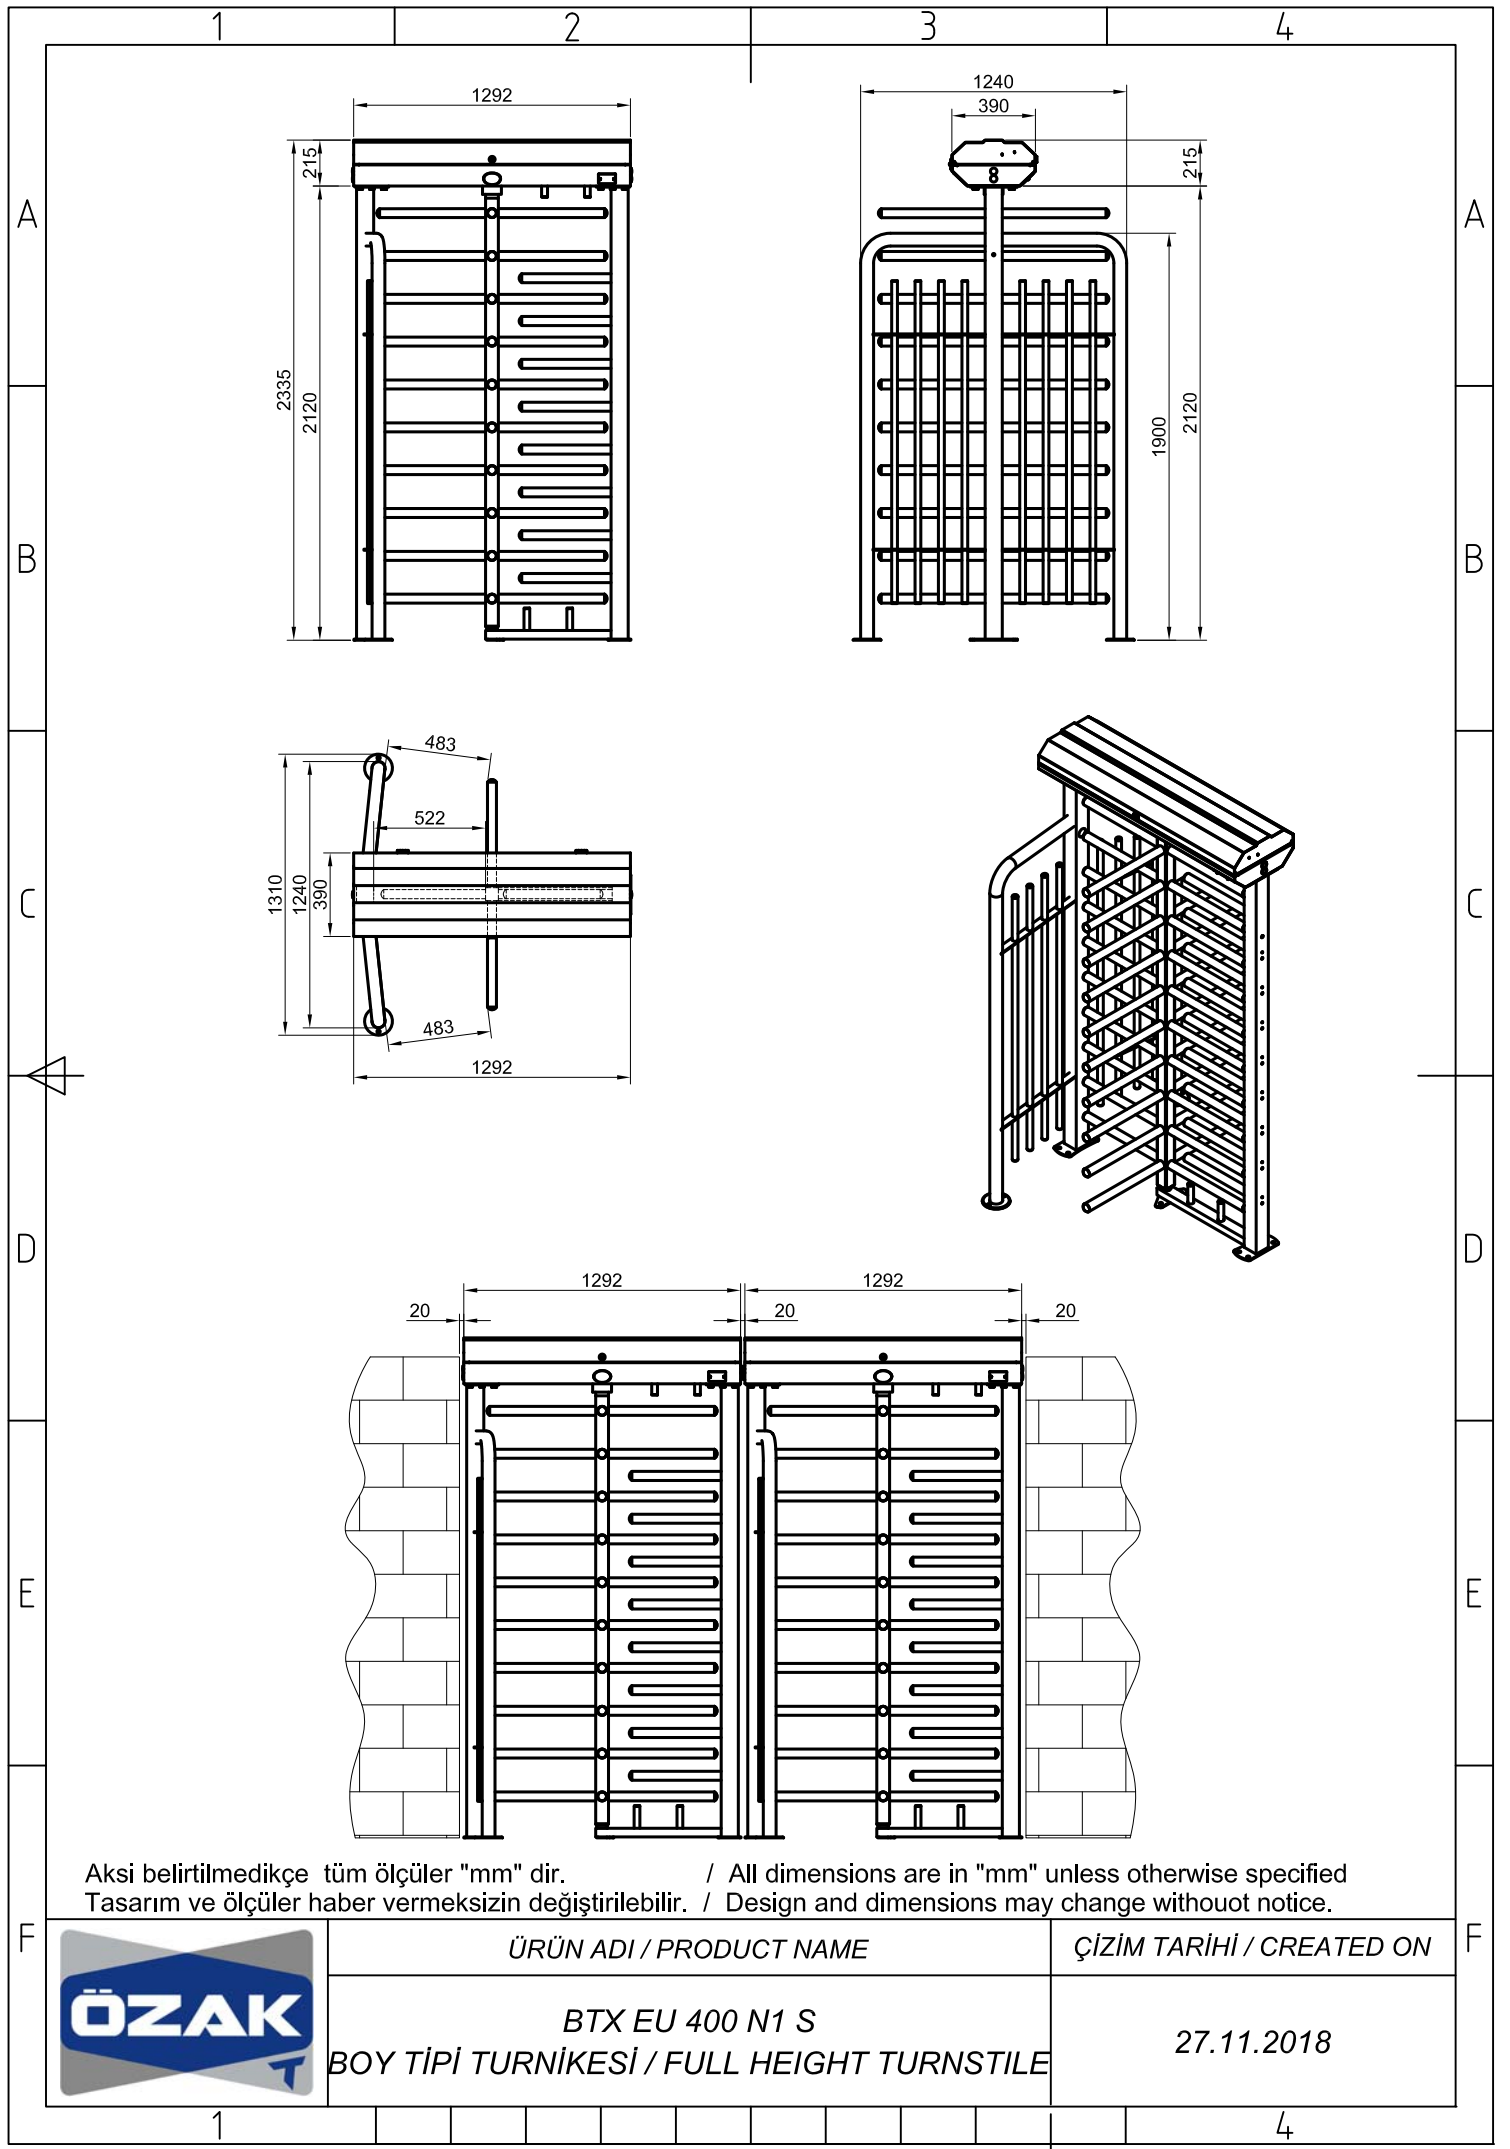 1 2 3 4
1292
1240
390
215
215
A A
2335
2120
1900
2120
B B
483
522
1310
1240
390
C C
483
1292
D D
1292 1292
20 20 20
E E
Aksi belirtilmedikçe tüm ölçüler "mm" dir. / All dimensions are in "mm" unless otherwise specified
Tasarım ve ölçüler haber vermeksizin değiştirilebilir. / Design and dimensions may change withouot notice.
F F
ÜRÜN ADI / PRODUCT NAME
ÇİZİM TARİHİ / CREATED ON
ÖZAK
T
BTX EU 400 N1 S
BOY TİPİ TURNİKESİ / FULL HEIGHT TURNSTILE
27.11.2018
1 4